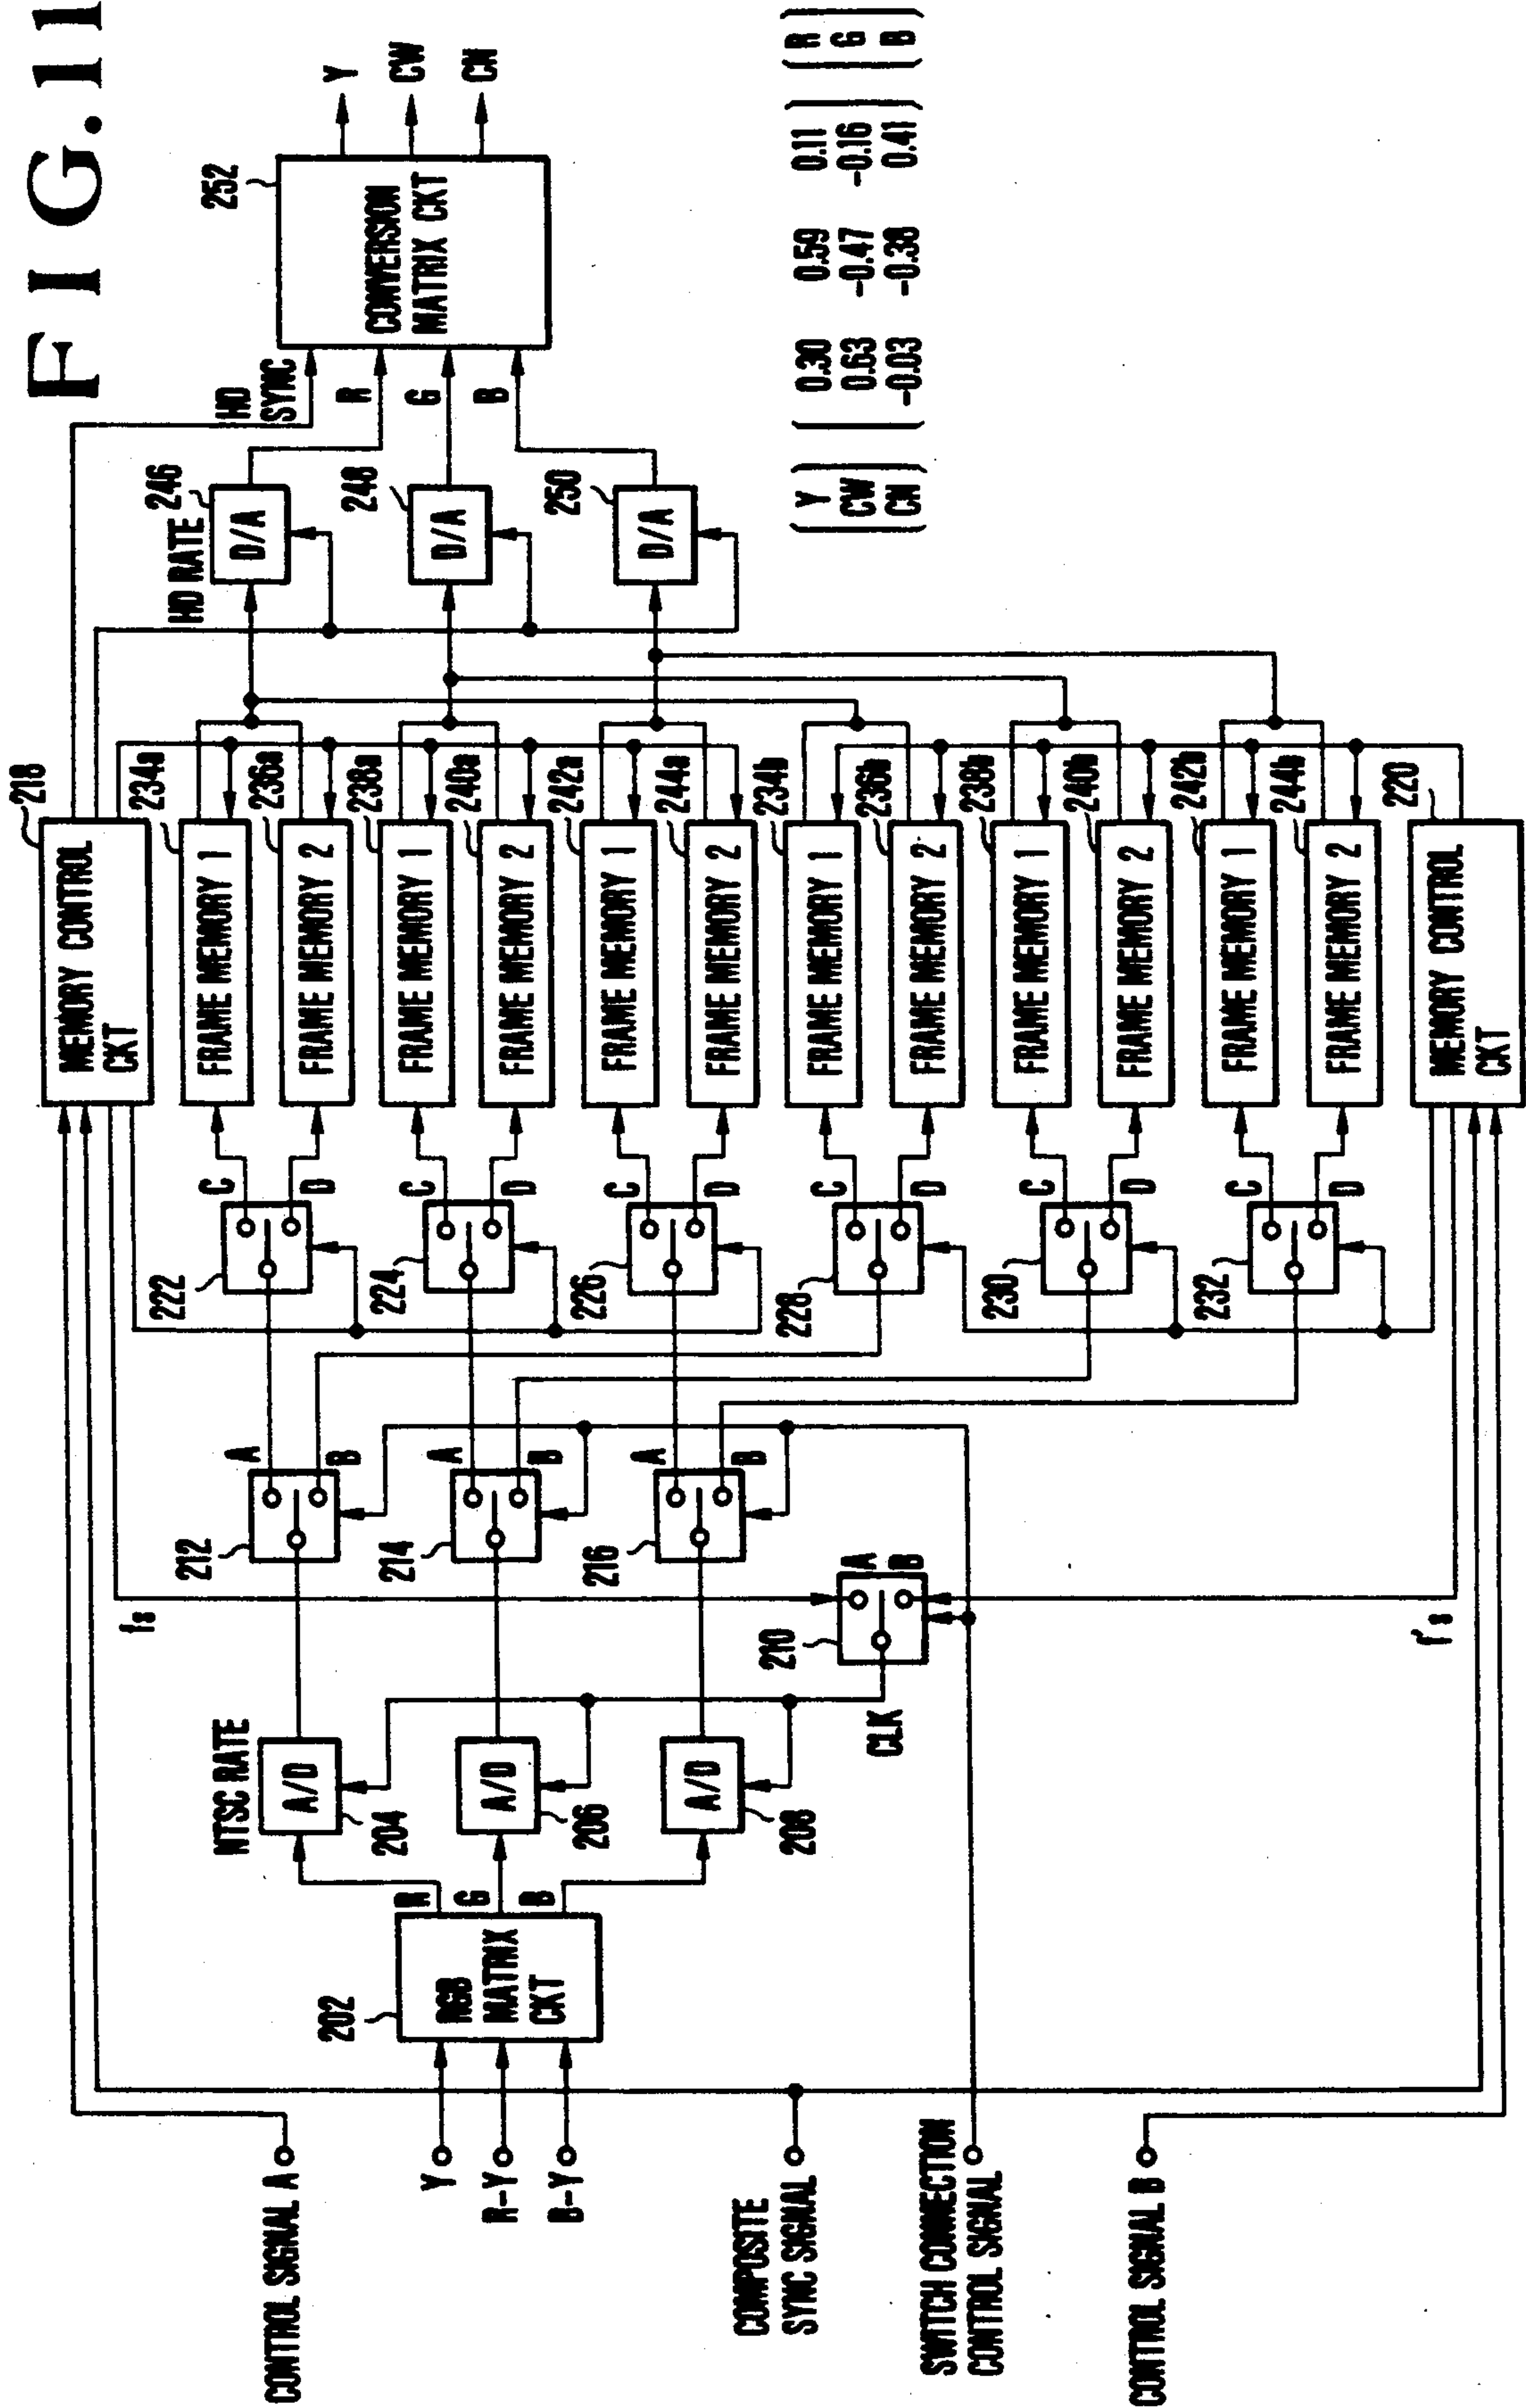 FIG.11
CONTROL SIGNAL A
Y
R-Y
B-Y
COMPOSITE
SYNC SIGNAL
SWITCH CONNECTION
CONTROL SIGNAL
CONTROL SIGNAL B
202
RGB
MATRIX
CKT
R
G
B
NTSC RATE
A/D
204
A/D
206
A/D
208
CLK
fs
f's
210
A
B
212
A
B
214
A
B
216
A
B
222
C
D
224
C
D
226
C
D
228
C
D
230
C
D
232
C
D
218
MEMORY CONTROL
CKT
234a
FRAME MEMORY 1
236a
FRAME MEMORY 2
238a
FRAME MEMORY 1
240a
FRAME MEMORY 2
242a
FRAME MEMORY 1
244a
FRAME MEMORY 2
234b
FRAME MEMORY 1
236b
FRAME MEMORY 2
238b
FRAME MEMORY 1
240b
FRAME MEMORY 2
242b
FRAME MEMORY 1
244b
FRAME MEMORY 2
220
MEMORY CONTROL
CKT
HD RATE
246
D/A
248
D/A
250
D/A
HD
SYNC
R
G
B
252
CONVERSION
MATRIX CKT
Y
CW
CN
Y 0.30 0.59 0.11 R
CW 0.63 -0.47 -0.16 G
CN -0.03 -0.38 0.41 B